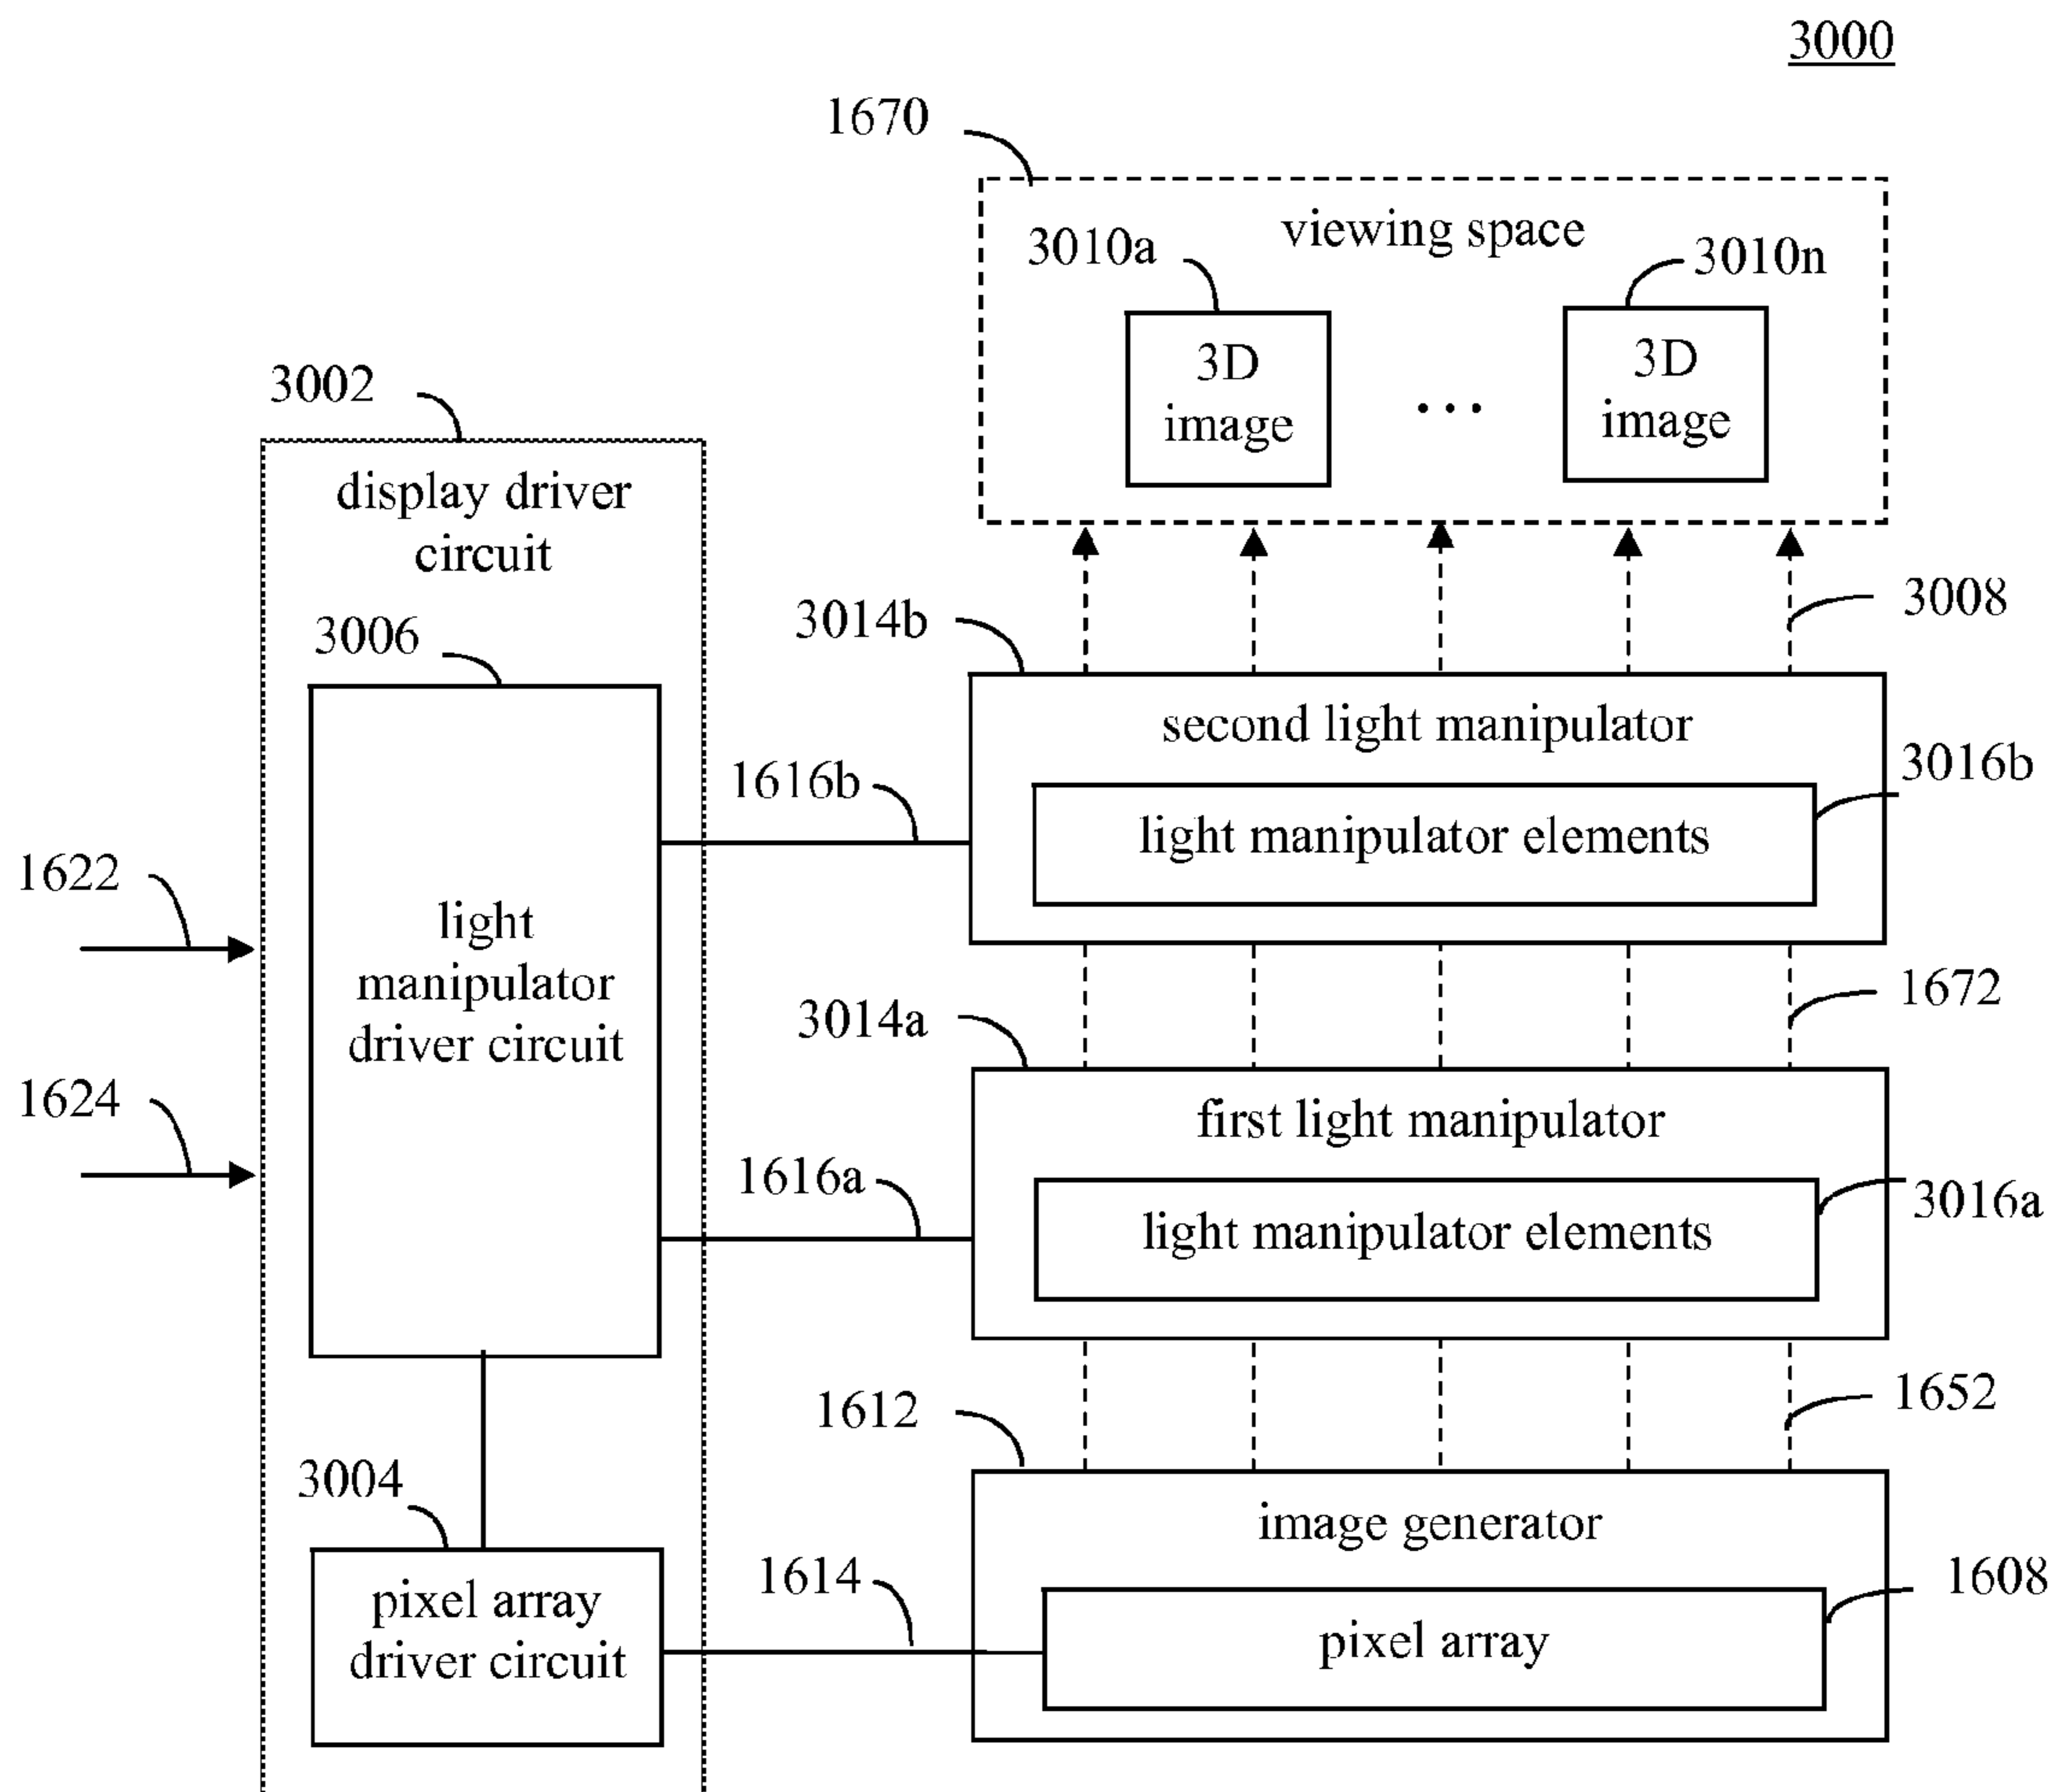 3000
1670
viewing space
3010a
3010n
3D
image
...
3D
image
3002
display driver
circuit
3008
3014b
3006
second light manipulator
3016b
1616b
light manipulator elements
1622
light
manipulator
driver circuit
1672
3014a
1624
first light manipulator
1616a
3016a
light manipulator elements
1652
1612
3004
image generator
1614
1608
pixel array
driver circuit
pixel array